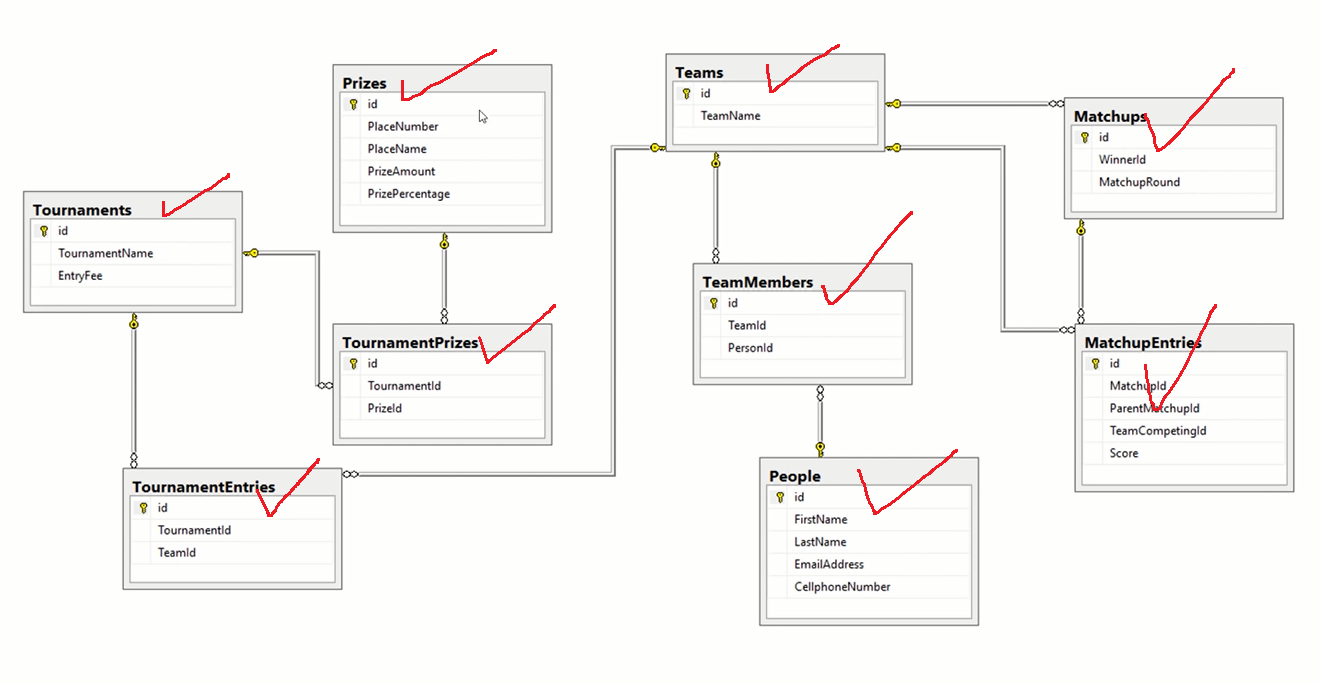 Prizes
id
PlaceNumber
PlaceName
PrizeAmount
PrizePercentage
Teams
id
TeamName
Matchups
id
WinnerId
MatchupRound
Tournaments
id
TournamentName
EntryFee
TeamMembers
id
TeamId
PersonId
TournamentPrizes
id
TournamentId
PrizeId
MatchupEntries
id
MatchupId
ParentMatchupId
TeamCompetingId
Score
TournamentEntries
id
TournamentId
TeamId
People
id
FirstName
LastName
EmailAddress
CellphoneNumber